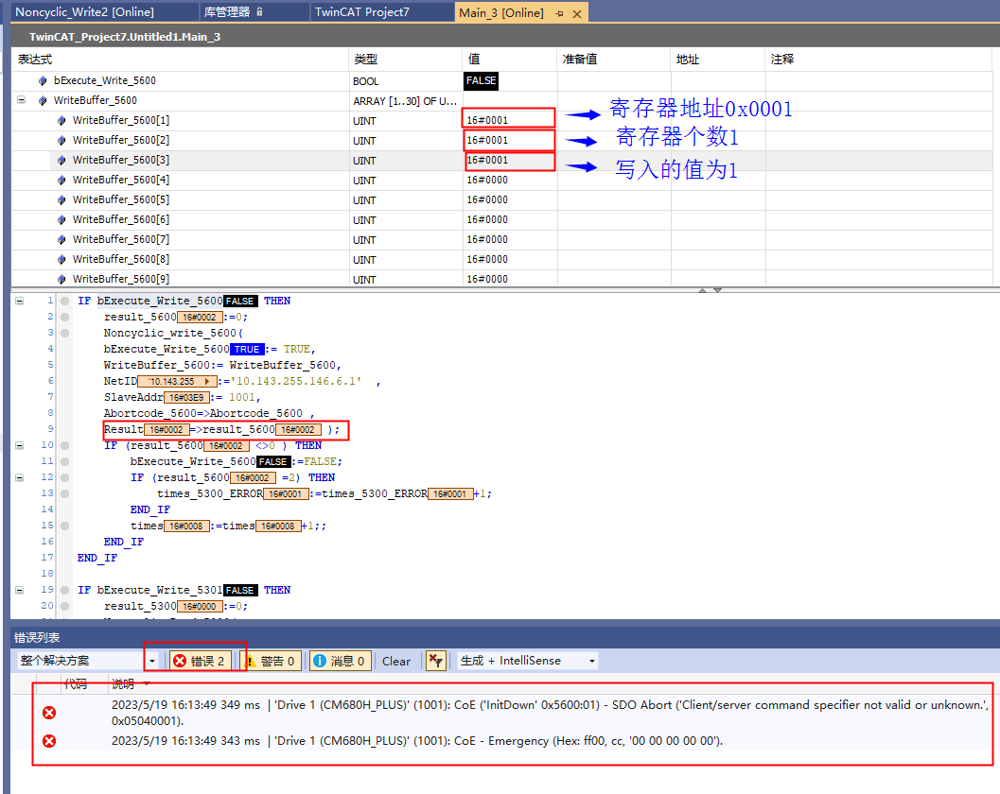 Noncyclic_Write2 [Online] 库管理器 TwinCAT Project7 Main_3 [Online]
TwinCAT_Project7.Untitled1.Main_3
表达式 类型 值 准备值 地址 注释
bExecute_Write_5600 BOOL FALSE
WriteBuffer_5600 ARRAY [1..30] OF U...
WriteBuffer_5600[1] UINT 16#0001 寄存器地址0x0001
WriteBuffer_5600[2] UINT 16#0001 寄存器个数1
WriteBuffer_5600[3] UINT 16#0001 写入的值为1
WriteBuffer_5600[4] UINT 16#0000
WriteBuffer_5600[5] UINT 16#0000
WriteBuffer_5600[6] UINT 16#0000
WriteBuffer_5600[7] UINT 16#0000
WriteBuffer_5600[8] UINT 16#0000
WriteBuffer_5600[9] UINT 16#0000
1 IF bExecute_Write_5600 FALSE THEN
2 result_5600 16#0002 :=0;
3 Noncyclic_write_5600(
4 bExecute_Write_5600 TRUE := TRUE,
5 WriteBuffer_5600:= WriteBuffer_5600,
6 NetID '10.143.255 :='10.143.255.146.6.1' ,
7 SlaveAddr 16#03E9 := 1001,
8 Abortcode_5600=>Abortcode_5600 ,
9 Result 16#0002 =>result_5600 16#0002 );
10 IF (result_5600 16#0002 <>0 ) THEN
11 bExecute_Write_5600 FALSE :=FALSE;
12 IF (result_5600 16#0002 =2) THEN
13 times_5300_ERROR 16#0001 :=times_5300_ERROR 16#0001 +1;
14 END_IF
15 times 16#0008 :=times 16#0008 +1;;
16 END_IF
17 END_IF
18
19 IF bExecute_Write_5301 FALSE THEN
20 result_5300 16#0000 :=0;
错误列表
整个解决方案 错误 2 警告 0 消息 0 Clear 生成 + IntelliSense
代码 说明
2023/5/19 16:13:49 349 ms | 'Drive 1 (CM680H_PLUS)' (1001): CoE ('InitDown' 0x5600:01) - SDO Abort ('Client/server command specifier not valid or unknown.',
0x05040001).
2023/5/19 16:13:49 343 ms | 'Drive 1 (CM680H_PLUS)' (1001): CoE - Emergency (Hex: ff00, cc, '00 00 00 00 00').